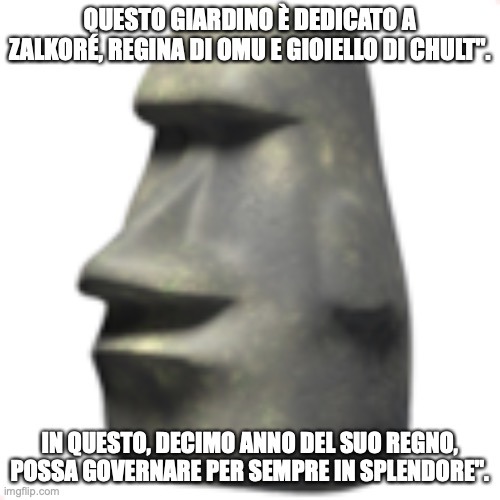 QUESTO GIARDINO È DEDICATO A
ZALKORÉ, REGINA DI OMU E GIOIELLO DI CHULT".
IN QUESTO, DECIMO ANNO DEL SUO REGNO,
POSSA GOVERNARE PER SEMPRE IN SPLENDORE".
imgflip.com